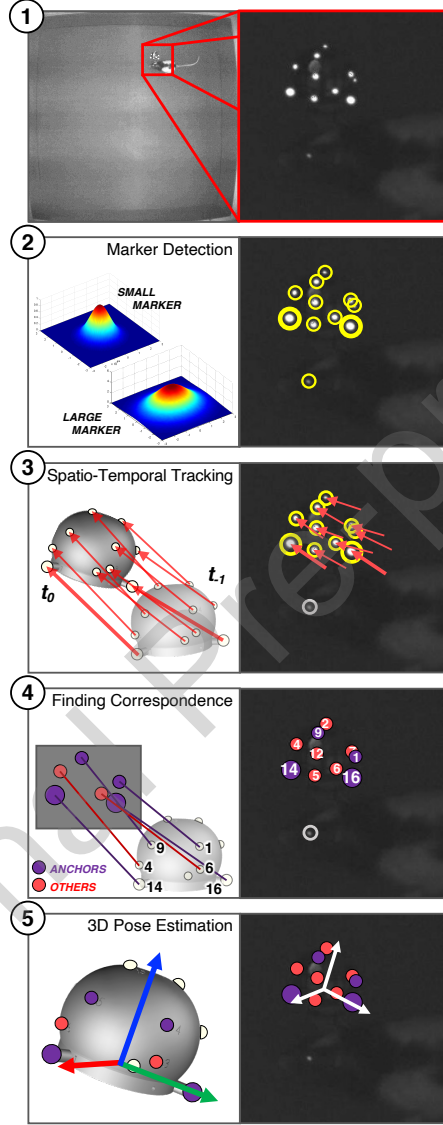 1
2
Marker Detection
SMALL
MARKER
LARGE
MARKER
3
Spatio-Temporal Tracking
t0
t-1
4
Finding Correspondence
9
1
4
6
14
16
ANCHORS
OTHERS
2
9
4
12
1
14
5
6
16
5
3D Pose Estimation